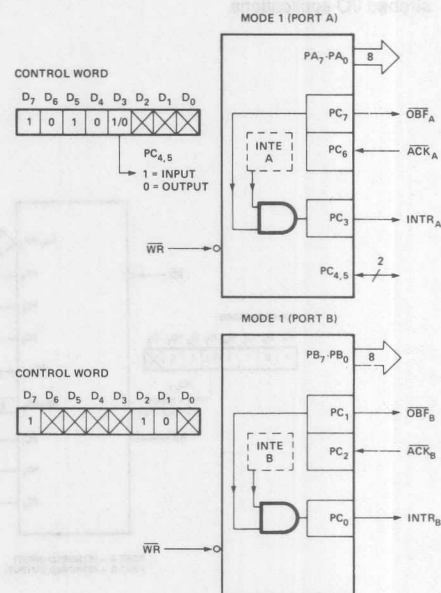 MODE 1 (PORT A)
PA₇-PA₀ 8
CONTROL WORD
D₇ D₆ D₅ D₄ D₃ D₂ D₁ D₀
1 0 1 0 1/0
PC₄,₅
1 = INPUT
0 = OUTPUT
PC₇ OBF̅A
INTE
A
PC₆ ACK̅A
PC₃ INTRA
WR
PC₄,₅ 2
MODE 1 (PORT B)
PB₇-PB₀ 8
CONTROL WORD
D₇ D₆ D₅ D₄ D₃ D₂ D₁ D₀
1 1 0
PC₁ OBFB
INTE
B
PC₂ ACKB
PC₀ INTRB
WR